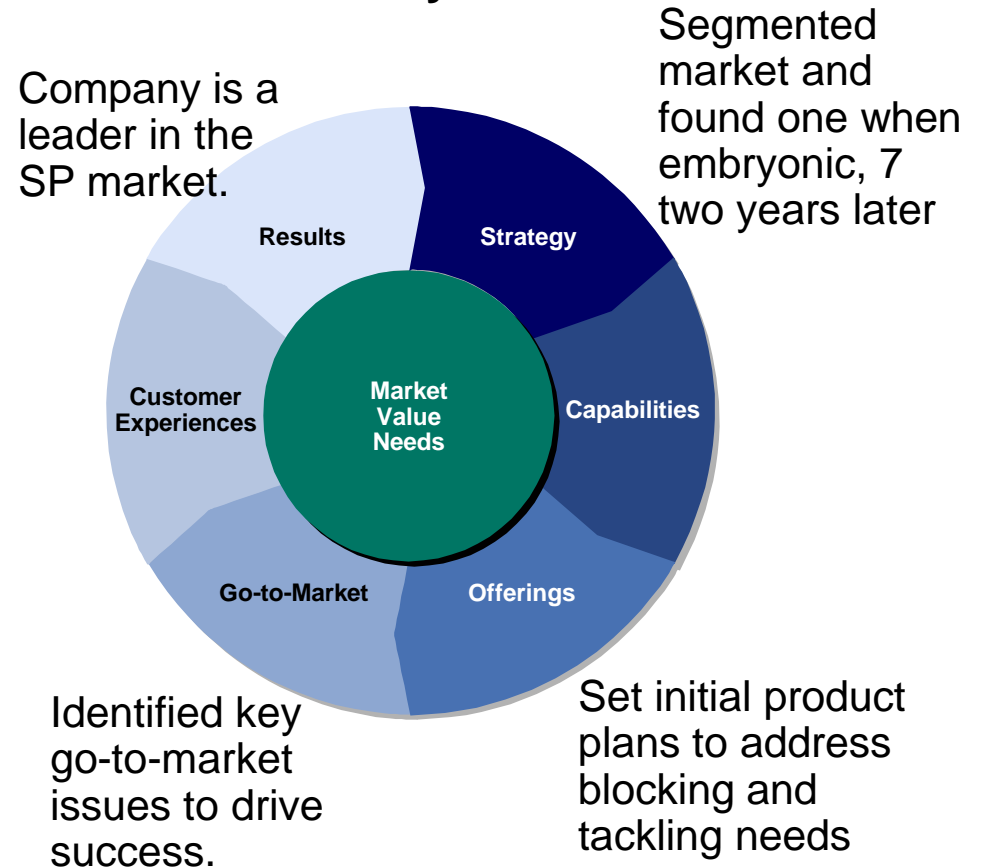 Company is a
leader in the
SP market.
Segmented
market and
found one when
embryonic, 7
two years later
Results
Strategy
Customer
Experiences
Market
Value
Needs
Capabilities
Go-to-Market
Offerings
Identified key
go-to-market
issues to drive
success.
Set initial product
plans to address
blocking and
tackling needs